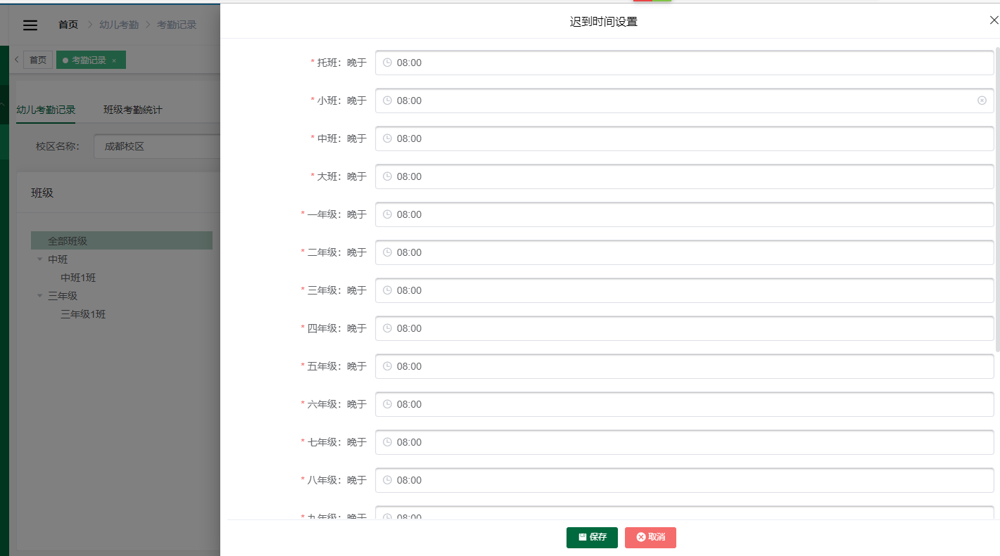 首页 > 幼儿考勤 > 考勤记录
首页
考勤记录 ×
幼儿考勤记录 班级考勤统计
校区名称： 成都校区
班级
全部班级
中班
中班1班
三年级
三年级1班
迟到时间设置
* 托班：晚于 08:00
* 小班：晚于 08:00
* 中班：晚于 08:00
* 大班：晚于 08:00
* 一年级：晚于 08:00
* 二年级：晚于 08:00
* 三年级：晚于 08:00
* 四年级：晚于 08:00
* 五年级：晚于 08:00
* 六年级：晚于 08:00
* 七年级：晚于 08:00
* 八年级：晚于 08:00
* 九年级：晚于 08:00
保存 取消